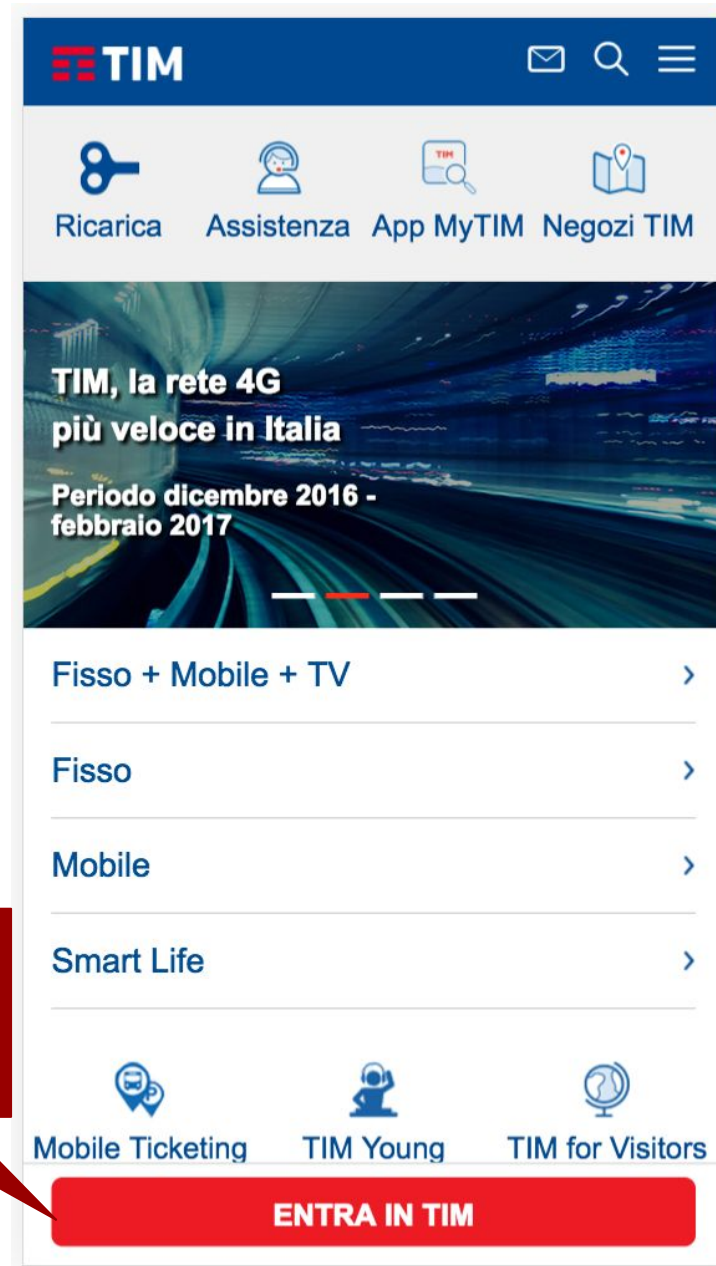 TIM
Ricarica
Assistenza
App MyTIM
Negozi TIM
TIM
TIM, la rete 4G
più veloce in Italia
Periodo dicembre 2016 -
febbraio 2017
Fisso + Mobile + TV
Fisso
Mobile
Smart Life
Mobile Ticketing
TIM Young
TIM for Visitors
ENTRA IN TIM